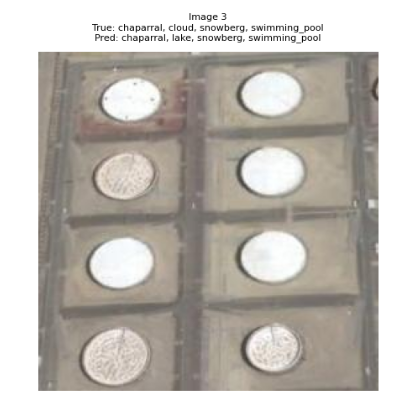 Image 3
True: chaparral, cloud, snowberg, swimming_pool
Pred: chaparral, lake, snowberg, swimming_pool